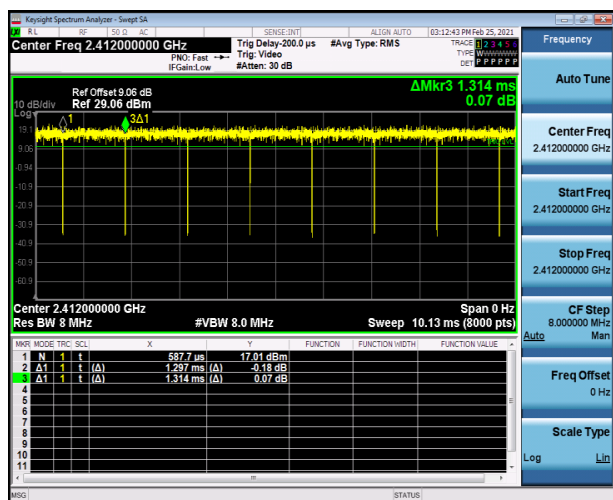 Keysight Spectrum Analyzer - Swept SA
RL RF 50 Ω AC SENSE:INT ALIGN AUTO 03:12:43 PM Feb 25, 2021
Center Freq 2.412000000 GHz
PNO: Fast
IFGain:Low
Trig Delay-200.0 µs
Trig: Video
#Atten: 30 dB
#Avg Type: RMS
TRACE 1 2 3 4 5 6
TYPE W
DET P P P P P P
Frequency
Auto Tune
Center Freq
2.412000000 GHz
Start Freq
2.412000000 GHz
Stop Freq
2.412000000 GHz
CF Step
8.000000 MHz
Auto Man
Freq Offset
0 Hz
Scale Type
Log Lin
Ref Offset 9.06 dB
10 dB/div Ref 29.06 dBm
Log
ΔMkr3 1.314 ms
0.07 dB
1 3Δ1
19.1
9.06
-0.94
-10.9
-20.9
-30.9
-40.9
-50.9
-60.9
Center 2.412000000 GHz Span 0 Hz
Res BW 8 MHz #VBW 8.0 MHz Sweep 10.13 ms (8000 pts)
MKR MODE TRC SCL X Y FUNCTION FUNCTION WIDTH FUNCTION VALUE
1 N 1 t 587.7 µs 17.01 dBm
2 Δ1 1 t (Δ) 1.297 ms (Δ) -0.18 dB
3 Δ1 1 t (Δ) 1.314 ms (Δ) 0.07 dB
4
5
6
7
8
9
10
11
MSG STATUS